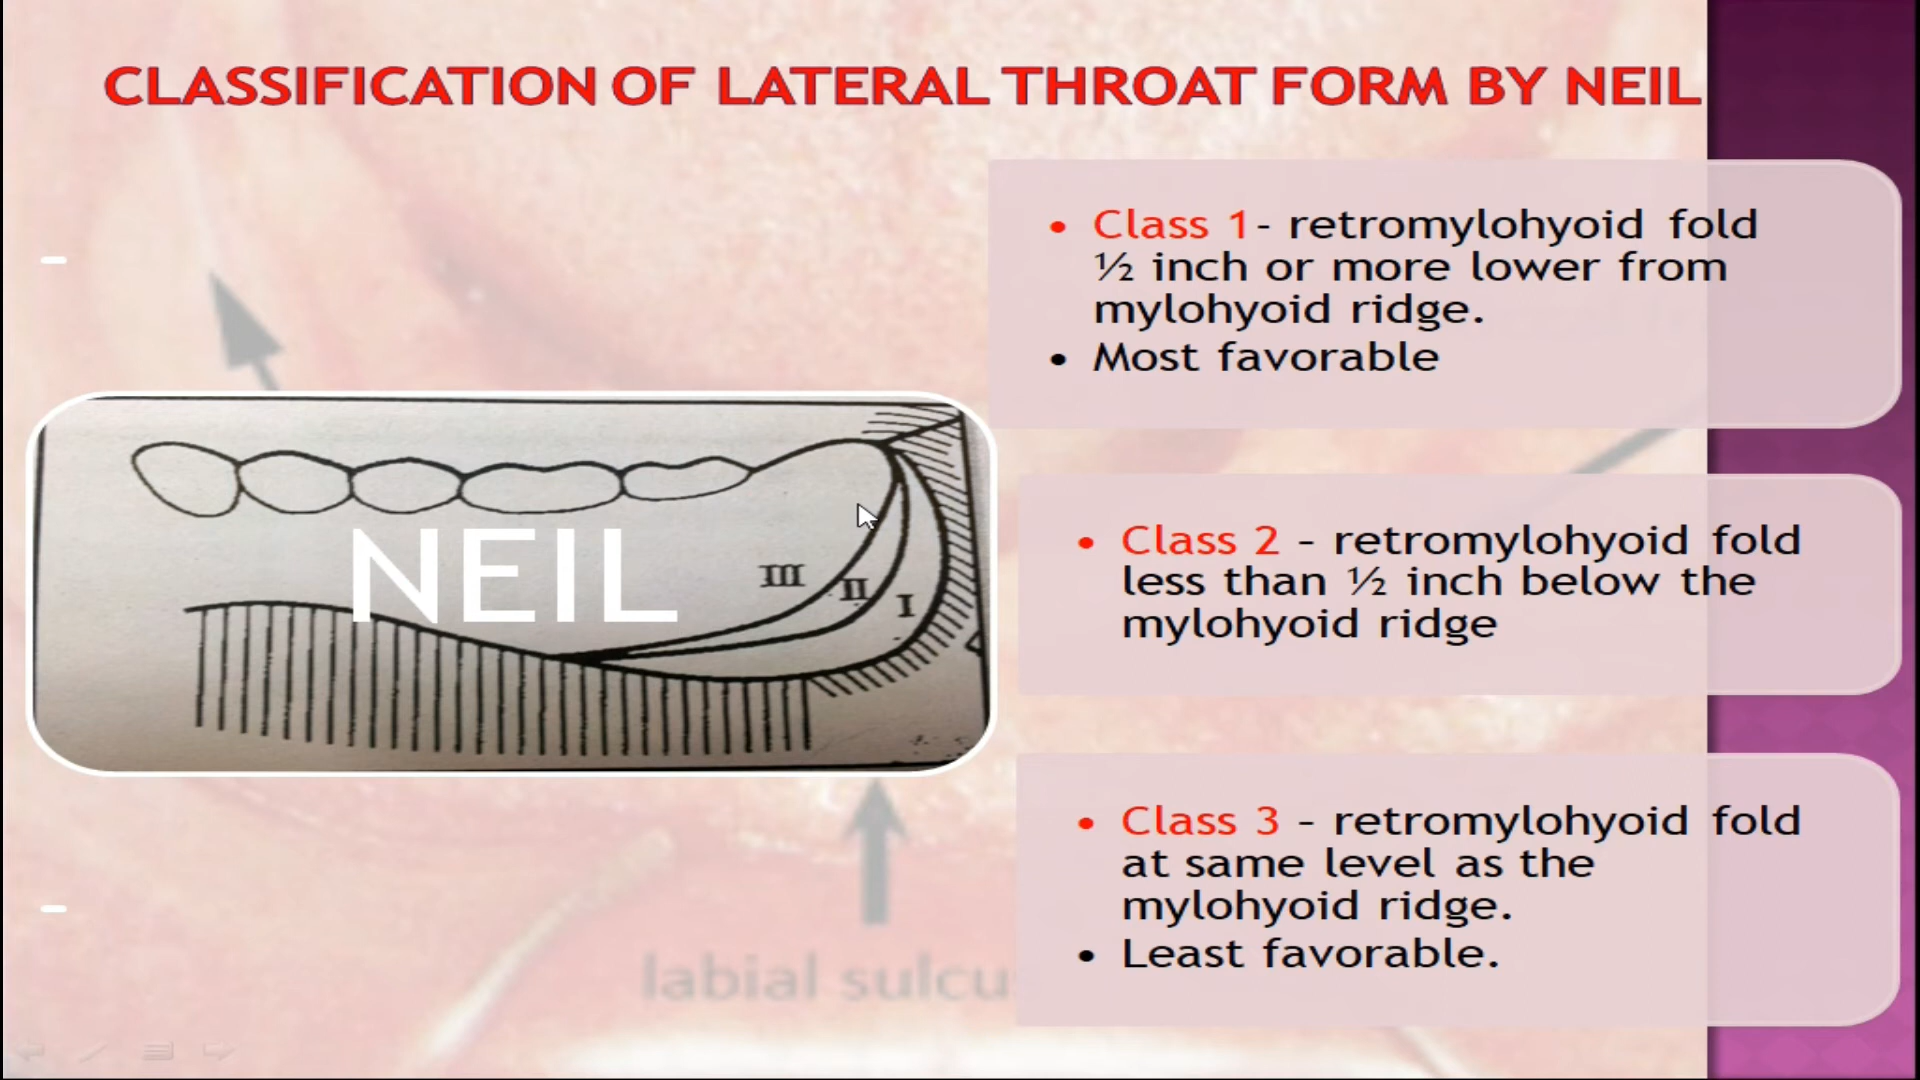 CLASSIFICATION OF LATERAL THROAT FORM BY NEIL
• Class 1- retromylohyoid fold
½ inch or more lower from
mylohyoid ridge.
• Most favorable
NEIL
III
II
I
• Class 2 - retromylohyoid fold
less than ½ inch below the
mylohyoid ridge
• Class 3 - retromylohyoid fold
at same level as the
mylohyoid ridge.
• Least favorable.
labial sulcu